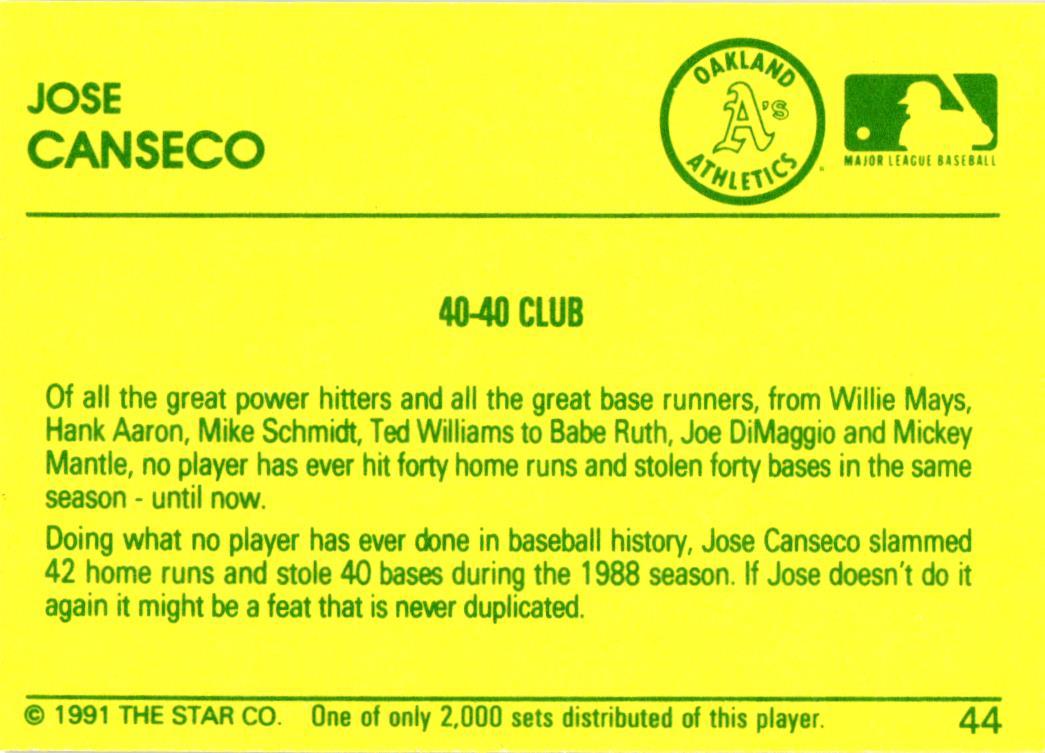 JOSE
CANSECO
OAKLAND
A's
ATHLETICS
MAJOR LEAGUE BASEBALL
40-40 CLUB
Of all the great power hitters and all the great base runners, from Willie Mays,
Hank Aaron, Mike Schmidt, Ted Williams to Babe Ruth, Joe DiMaggio and Mickey
Mantle, no player has ever hit forty home runs and stolen forty bases in the same
season - until now.
Doing what no player has ever done in baseball history, Jose Canseco slammed
42 home runs and stole 40 bases during the 1988 season. If Jose doesn't do it
again it might be a feat that is never duplicated.
© 1991 THE STAR CO. One of only 2,000 sets distributed of this player. 44